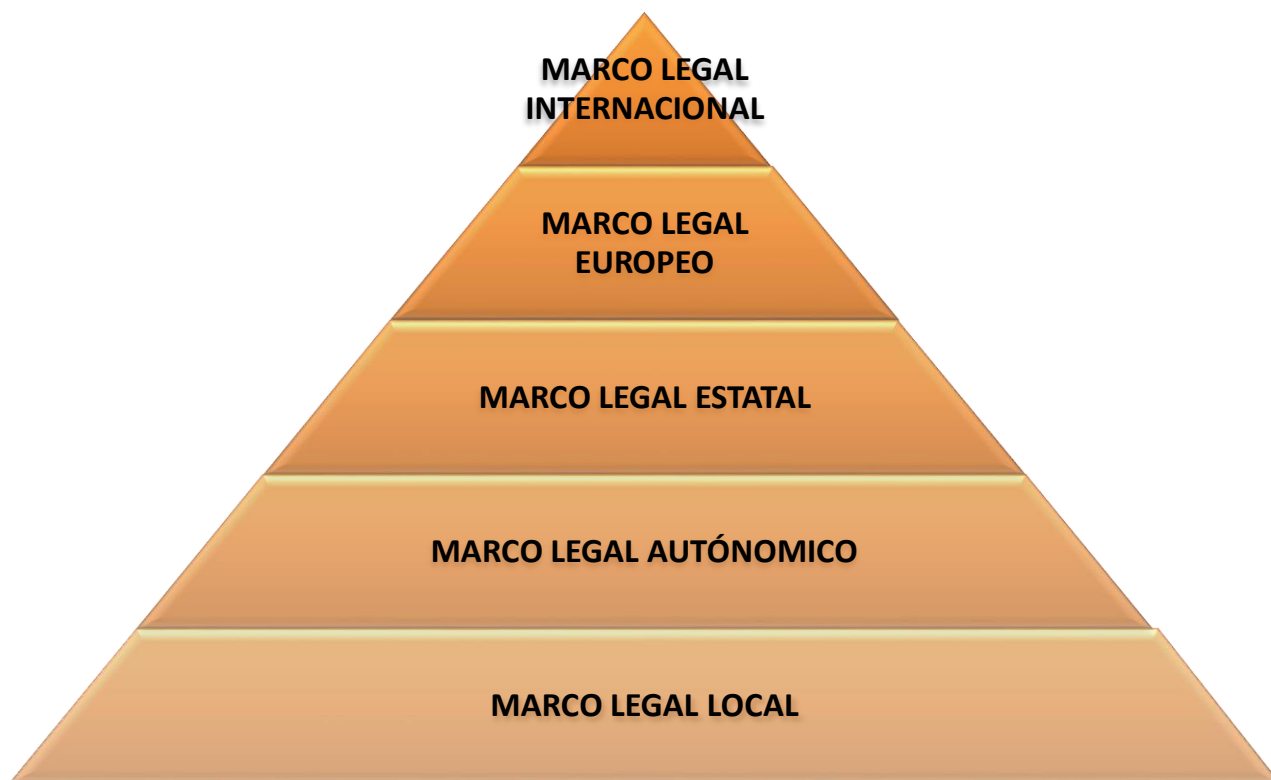 MARCO LEGAL
INTERNACIONAL
MARCO LEGAL
EUROPEO
MARCO LEGAL ESTATAL
MARCO LEGAL AUTÓNOMICO
MARCO LEGAL LOCAL